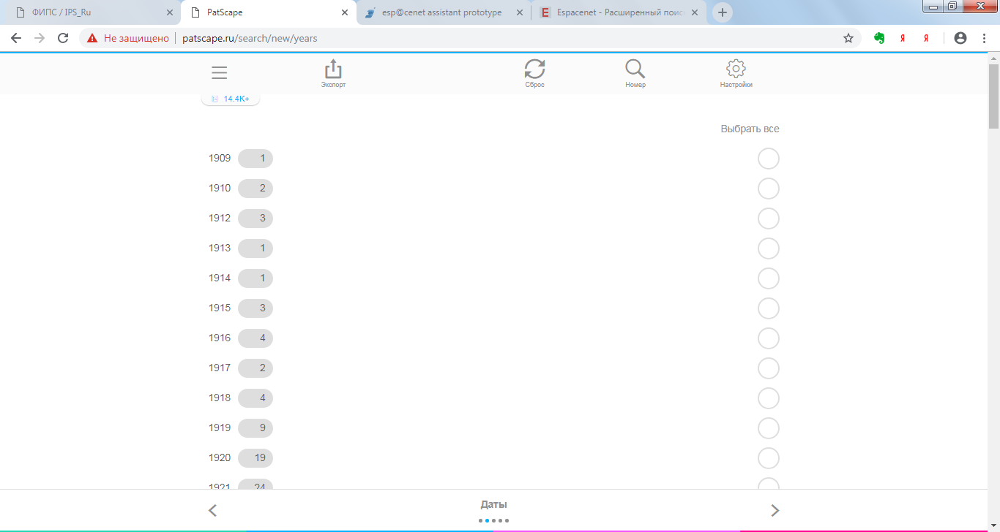 ФИПС / IPS_Ru
PatScape
esp@cenet assistant prototype
Espacenet - Расширенный поис
Не защищено
patscape.ru/search/new/years
Экспорт
Сброс
Номер
Настройки
14.4K+
Выбрать все
1909 1
1910 2
1912 3
1913 1
1914 1
1915 3
1916 4
1917 2
1918 4
1919 9
1920 19
1921 24
Даты